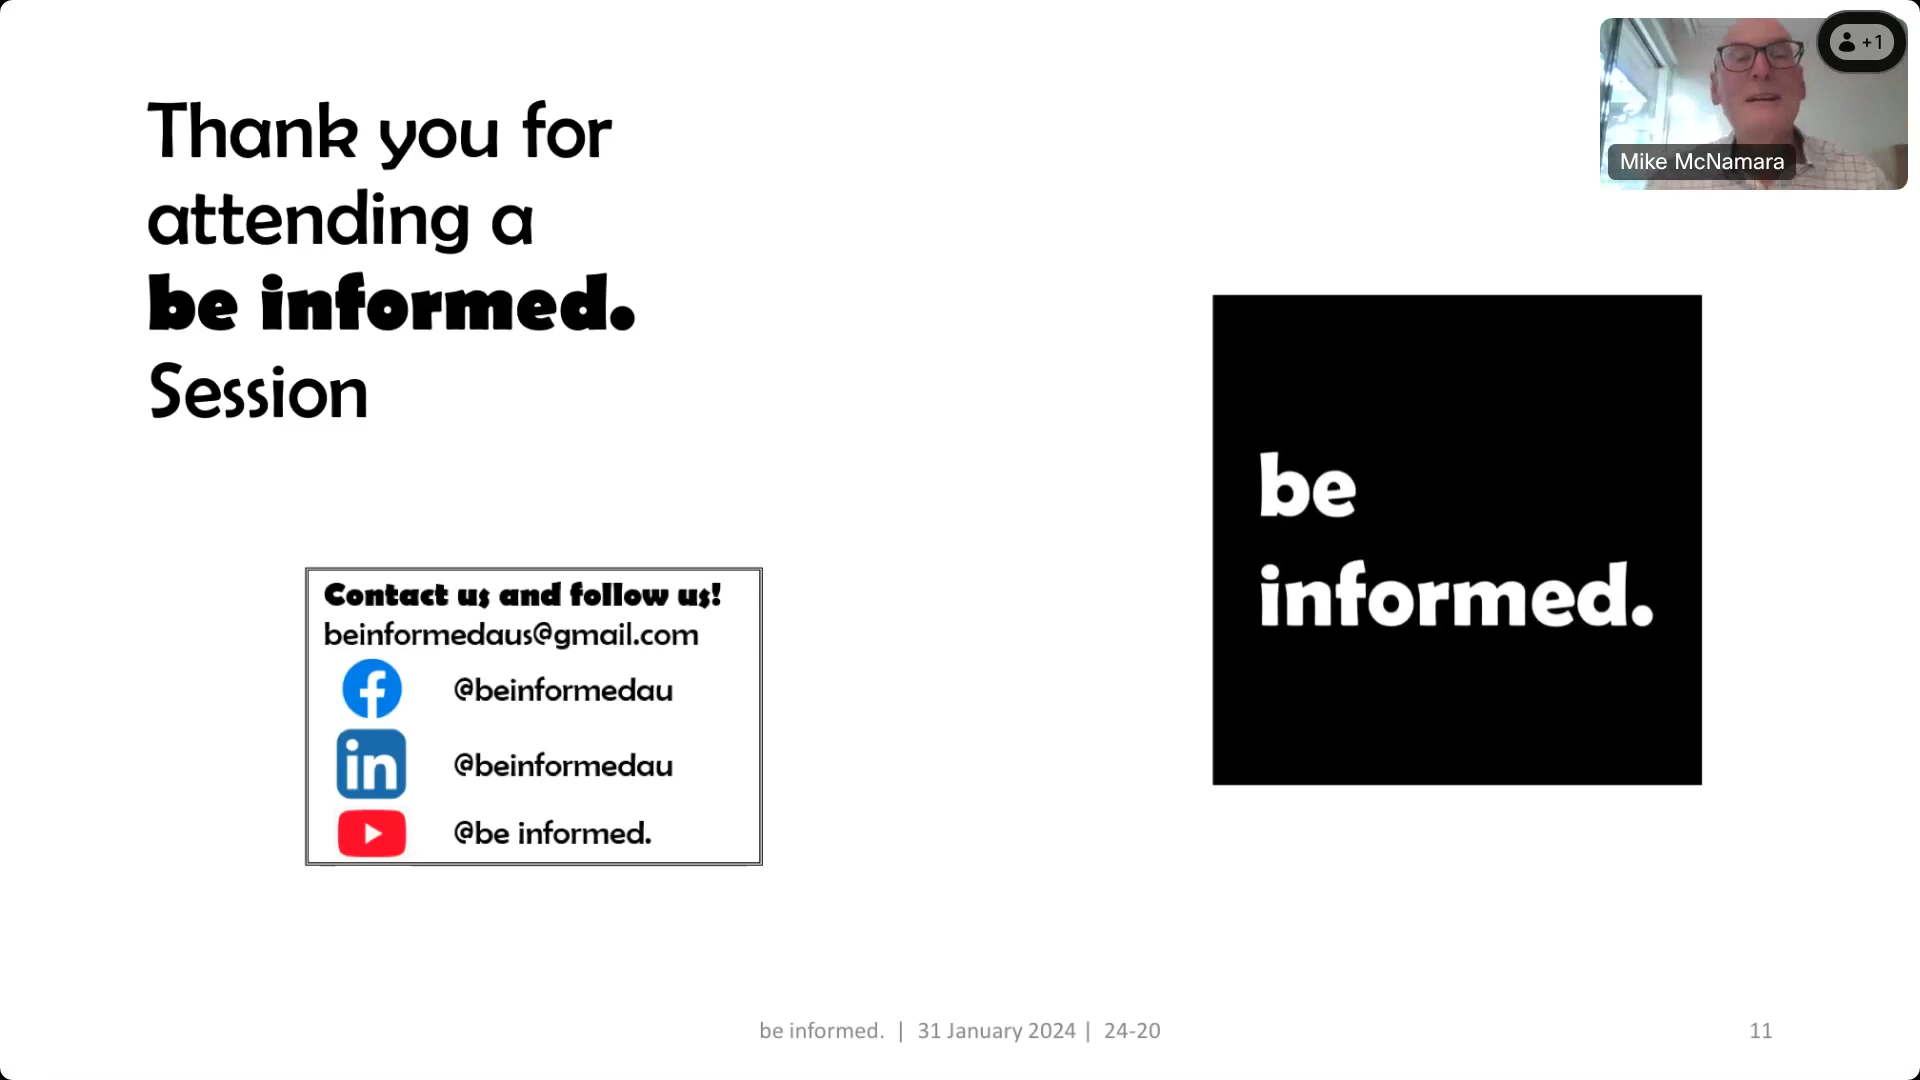 Thank you for
attending a
be informed.
Session
+1
Mike McNamara
be
informed.
Contact us and follow us!
beinformedaus@gmail.com
f @beinformedau
in @beinformedau
@be informed.
be informed. | 31 January 2024 | 24-20
11